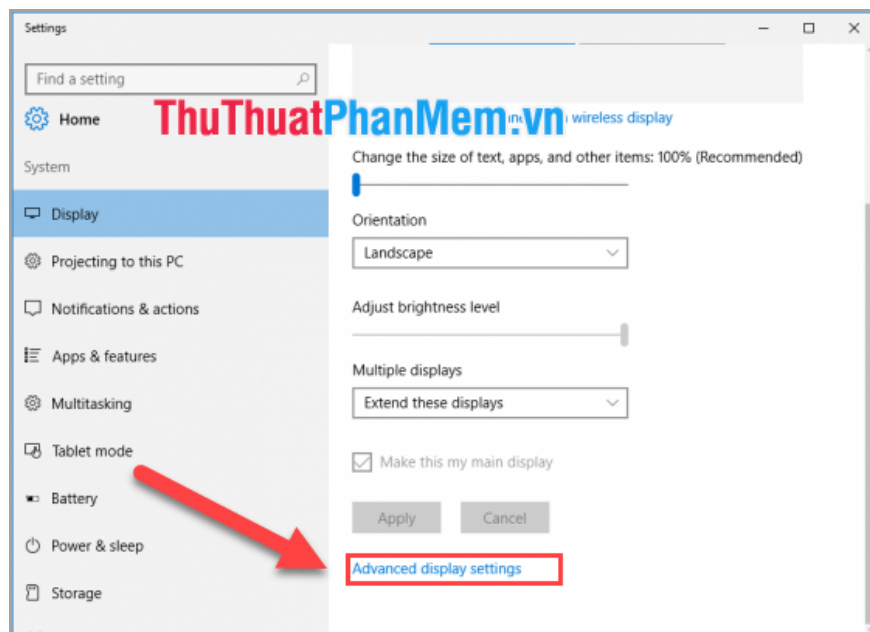 Settings
Find a setting
Home
System
Display
Projecting to this PC
Notifications & actions
Apps & features
Multitasking
Tablet mode
Battery
Power & sleep
Storage
ThuThuatPhanMem.vn
wireless display
Change the size of text, apps, and other items: 100% (Recommended)
Orientation
Landscape
Adjust brightness level
Multiple displays
Extend these displays
Make this my main display
Apply Cancel
Advanced display settings